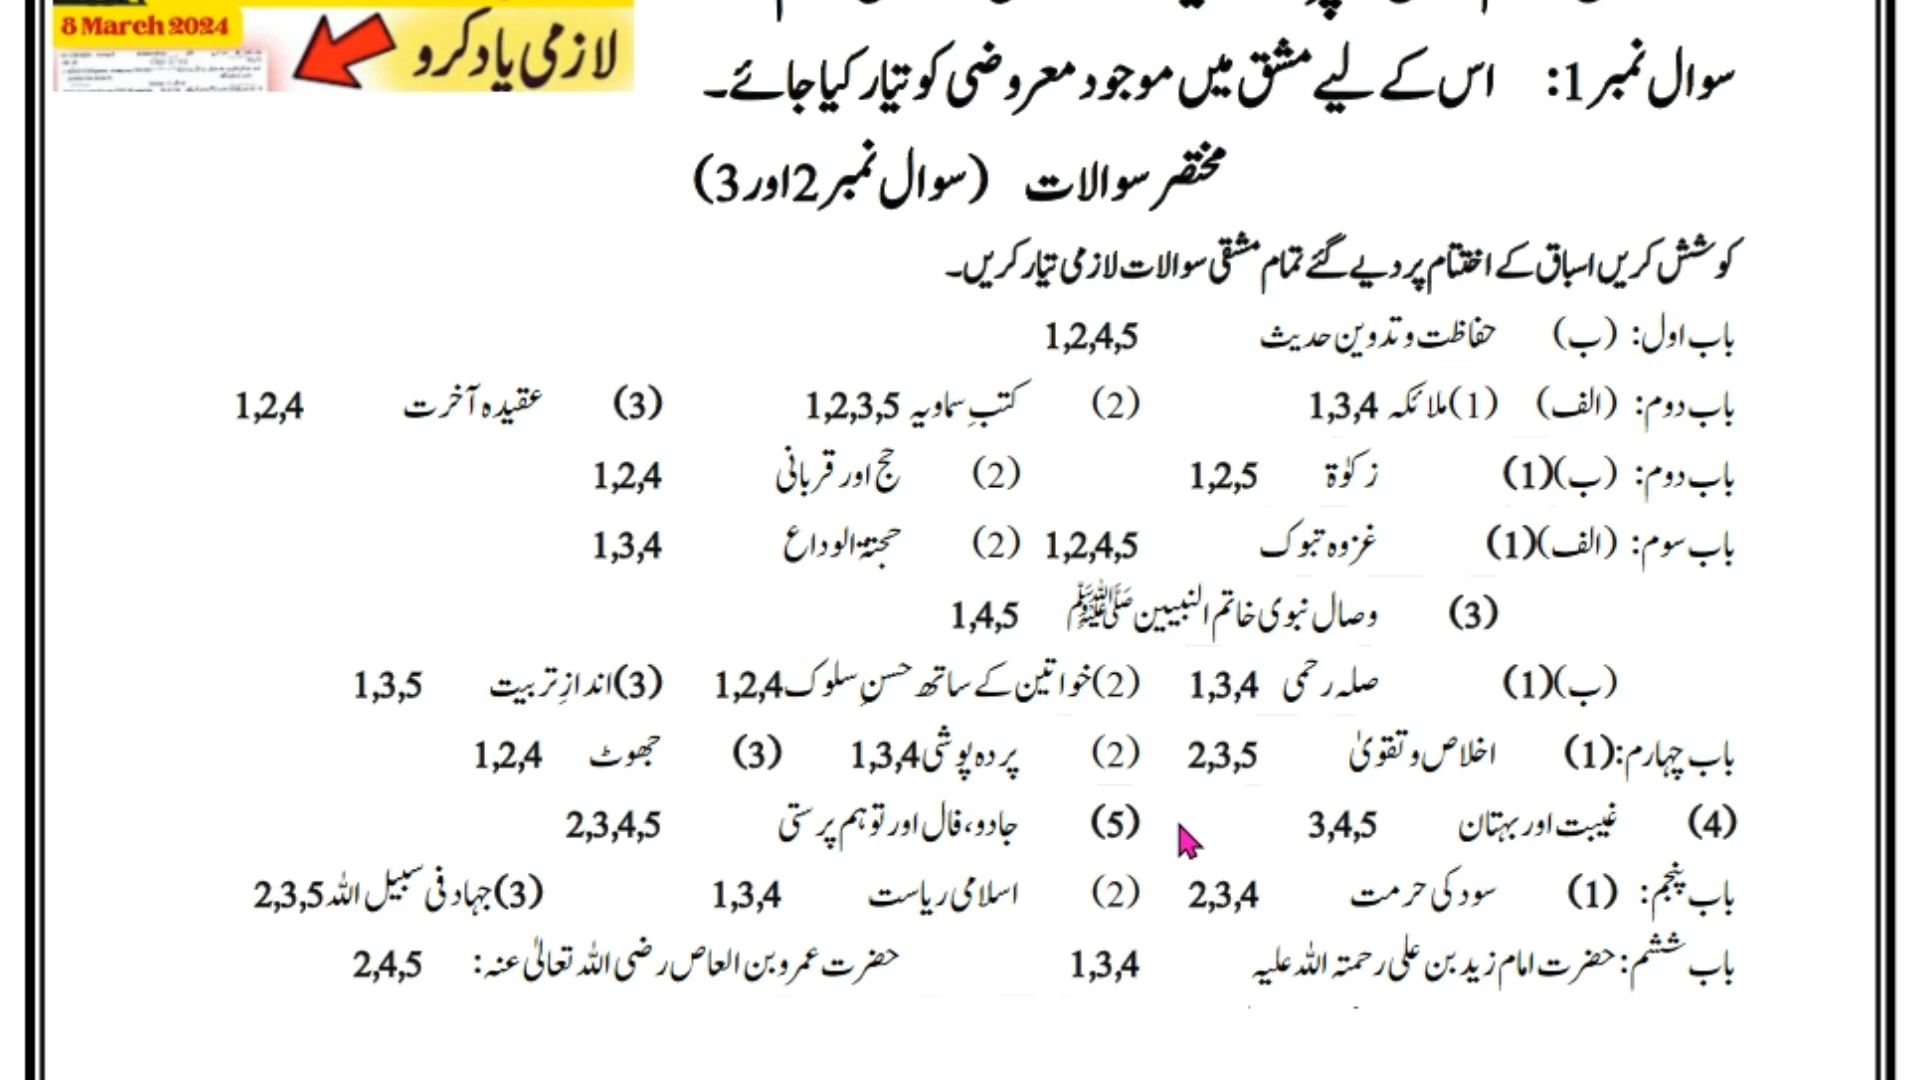 8 March 2024
لازمی یاد کرو
سوال نمبر 1: اس کے لیے مشق میں موجود معروضی کو تیار کیا جائے۔
مختصر سوالات (سوال نمبر 2 اور 3)
کوشش کریں اسباق کے اختتام پر دیے گئے تمام مشقی سوالات لازمی تیار کریں۔
باب اول: (ب) حفاظت و تدوین حدیث 1,2,4,5
باب دوم: (الف) (1) ملائکہ 1,3,4 (2) کتبِ سماویہ 1,2,3,5 (3) عقیدہ آخرت 1,2,4
باب دوم: (ب)(1) زکوٰۃ 1,2,5 (2) حج اور قربانی 1,2,4
باب سوم: (الف)(1) غزوہ تبوک 1,2,4,5 (2) حجتہ الوداع 1,3,4
(3) وصال نبوی خاتم النبیین ﷺ 1,4,5
(ب)(1) صلہ رحمی 1,3,4 (2) خواتین کے ساتھ حسنِ سلوک 1,2,4 (3) اندازِ تربیت 1,3,5
باب چہارم: (1) اخلاص و تقویٰ 2,3,5 (2) پردہ پوشی 1,3,4 (3) جھوٹ 1,2,4
(4) غیبت اور بہتان 3,4,5 (5) جادو، فال اور توہم پرستی 2,3,4,5
باب پنجم: (1) سود کی حرمت 2,3,4 (2) اسلامی ریاست 1,3,4 (3) جہاد فی سبیل اللہ 2,3,5
باب ششم: حضرت امام زید بن علی رحمتہ اللہ علیہ 1,3,4 حضرت عمرو بن العاص رضی اللہ تعالیٰ عنہ: 2,4,5